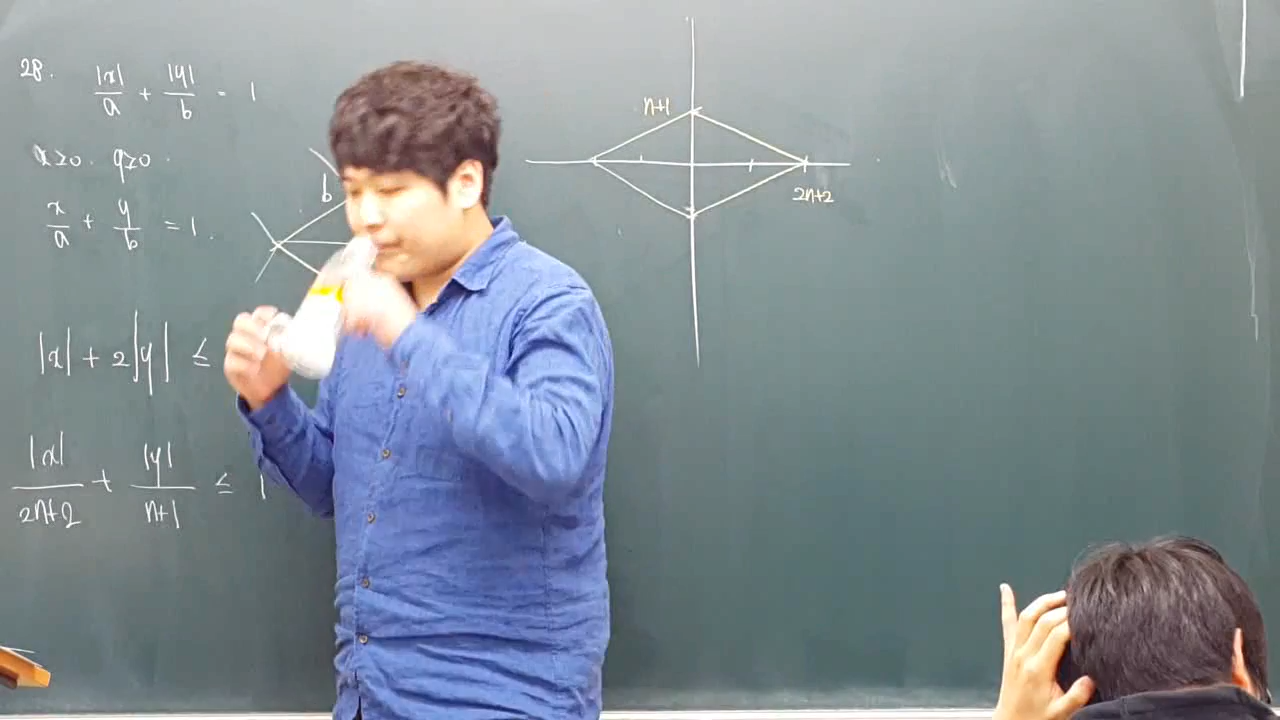 28. |x|/a + |y|/b = 1
x>0. y>0.
x/a + y/b = 1.
b
|x| + 2|y| ≤
|x|/2n+2 + |y|/n+1 ≤ 1
n+1
2n+2